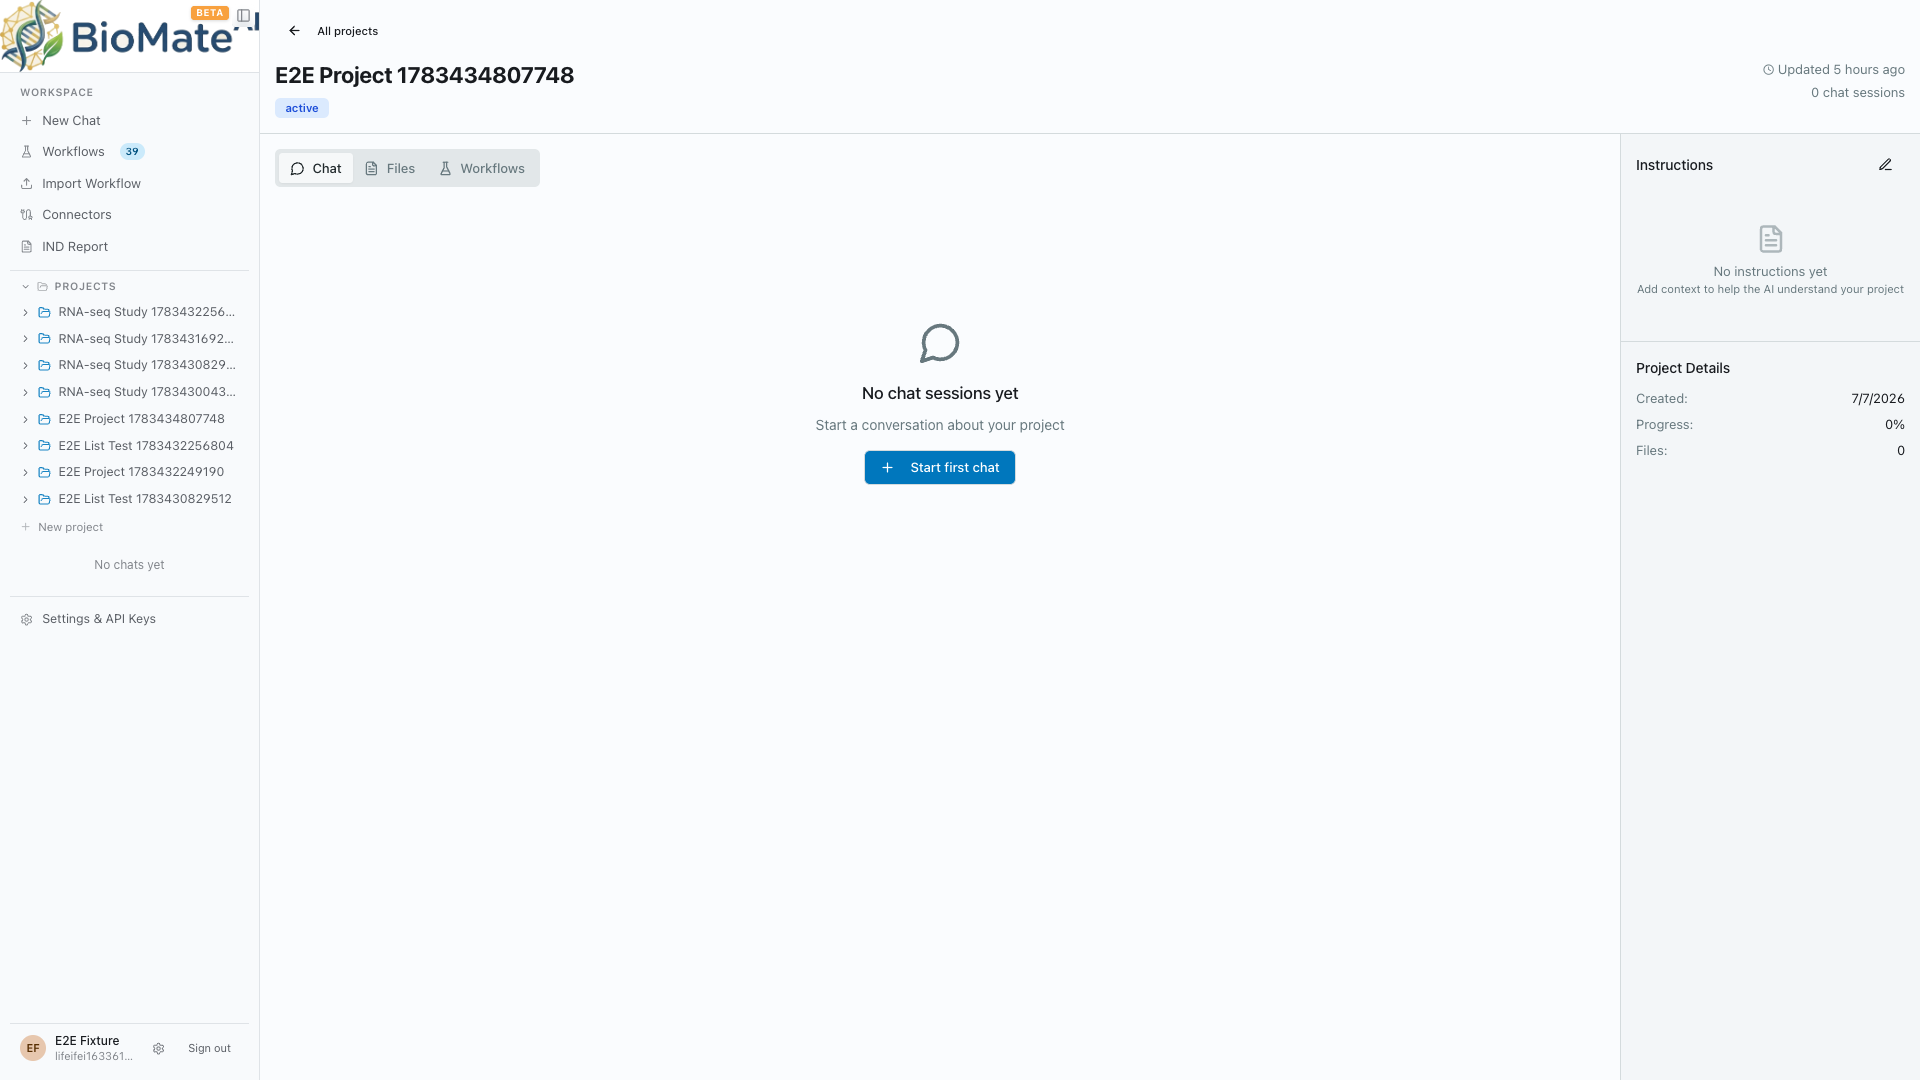 BETA
BioMate
WORKSPACE
New Chat
Workflows 39
Import Workflow
Connectors
IND Report
PROJECTS
RNA-seq Study 1783432256...
RNA-seq Study 1783431692...
RNA-seq Study 1783430829...
RNA-seq Study 1783430043...
E2E Project 1783434807748
E2E List Test 1783432256804
E2E Project 1783432249190
E2E List Test 1783430829512
New project
No chats yet
Settings & API Keys
EF
E2E Fixture
lifeifei163361...
Sign out
All projects
E2E Project 1783434807748
active
Updated 5 hours ago
0 chat sessions
Chat
Files
Workflows
No chat sessions yet
Start a conversation about your project
Start first chat
Instructions
No instructions yet
Add context to help the AI understand your project
Project Details
Created: 7/7/2026
Progress: 0%
Files: 0